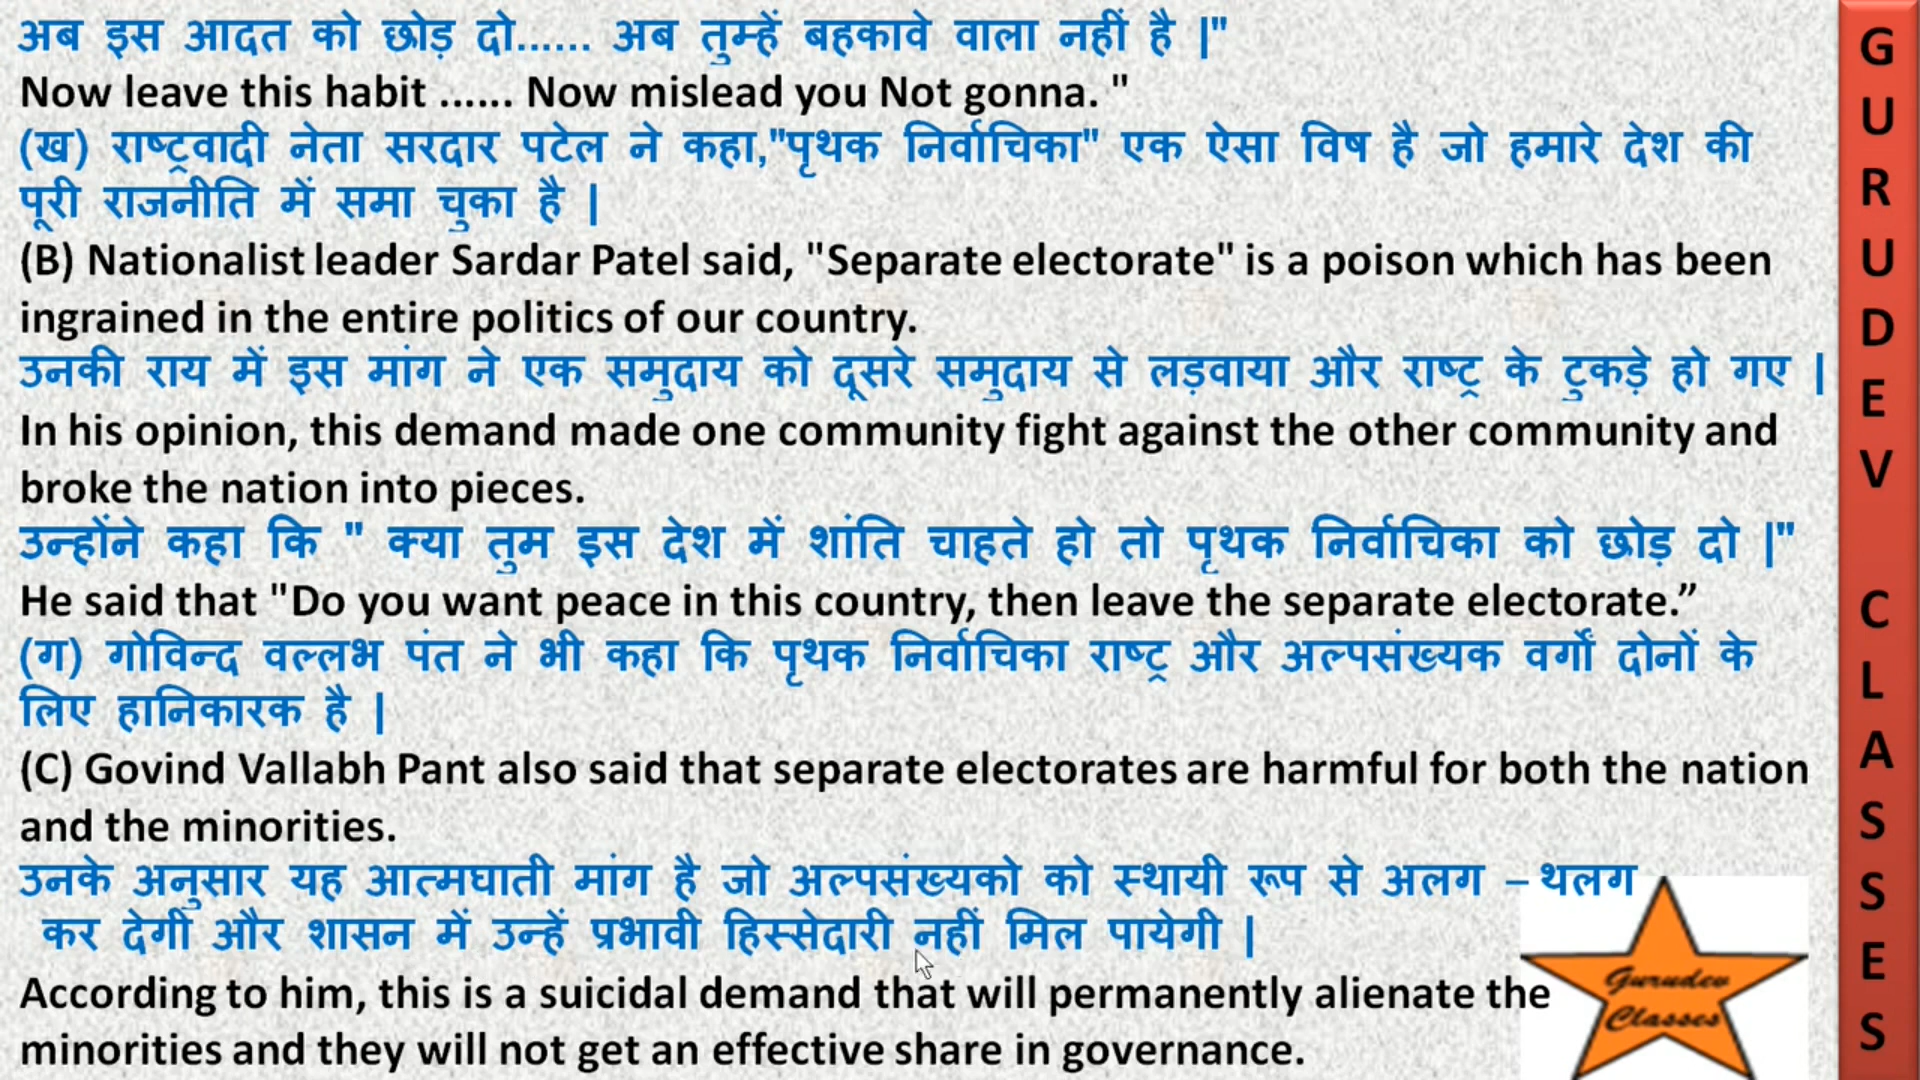 अब इस आदत को छोड़ दो...... अब तुम्हें बहकावे वाला नहीं है |"
Now leave this habit ...... Now mislead you Not gonna. "
(ख) राष्ट्रवादी नेता सरदार पटेल ने कहा,"पृथक निर्वाचिका" एक ऐसा विष है जो हमारे देश की
पूरी राजनीति में समा चुका है |
(B) Nationalist leader Sardar Patel said, "Separate electorate" is a poison which has been
ingrained in the entire politics of our country.
उनकी राय में इस मांग ने एक समुदाय को दूसरे समुदाय से लड़वाया और राष्ट्र के टुकड़े हो गए |
In his opinion, this demand made one community fight against the other community and
broke the nation into pieces.
उन्होंने कहा कि " क्या तुम इस देश में शांति चाहते हो तो पृथक निर्वाचिका को छोड़ दो |"
He said that "Do you want peace in this country, then leave the separate electorate.”
(ग) गोविन्द वल्लभ पंत ने भी कहा कि पृथक निर्वाचिका राष्ट्र और अल्पसंख्यक वर्गों दोनों के
लिए हानिकारक है |
(C) Govind Vallabh Pant also said that separate electorates are harmful for both the nation
and the minorities.
उनके अनुसार यह आत्मघाती मांग है जो अल्पसंख्यको को स्थायी रूप से अलग – थलग
कर देगी और शासन में उन्हें प्रभावी हिस्सेदारी नहीं मिल पायेगी |
According to him, this is a suicidal demand that will permanently alienate the
minorities and they will not get an effective share in governance.
Gurudev
Classes
GURUDEV CLASSES